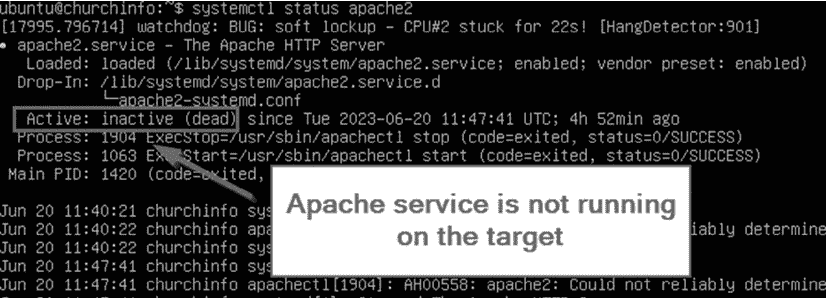 ubuntu@churchinfo:~$ systemctl status apache2
[17995.796714] watchdog: BUG: soft lockup - CPU#2 stuck for 22s! [HangDetector:901]
● apache2.service - The Apache HTTP Server
Loaded: loaded (/lib/systemd/system/apache2.service; enabled; vendor preset: enabled)
Drop-In: /lib/systemd/system/apache2.service.d
└─apache2-systemd.conf
Active: inactive (dead) since Tue 2023-06-20 11:47:41 UTC; 4h 52min ago
Process: 1904 ExecStop=/usr/sbin/apachectl stop (code=exited, status=0/SUCCESS)
Process: 1063 ExecStart=/usr/sbin/apachectl start (code=exited, status=0/SUCCESS)
Main PID: 1420 (code=exited,
Apache service is not running
on the target
Jun 20 11:40:21 churchinfo sys
Jun 20 11:40:22 churchinfo apa iably determine
Jun 20 11:40:22 churchinfo sys
Jun 20 11:47:41 churchinfo sys
Jun 20 11:47:41 churchinfo apachectl[1904]: AH00558: apache2: Could not reliably determine